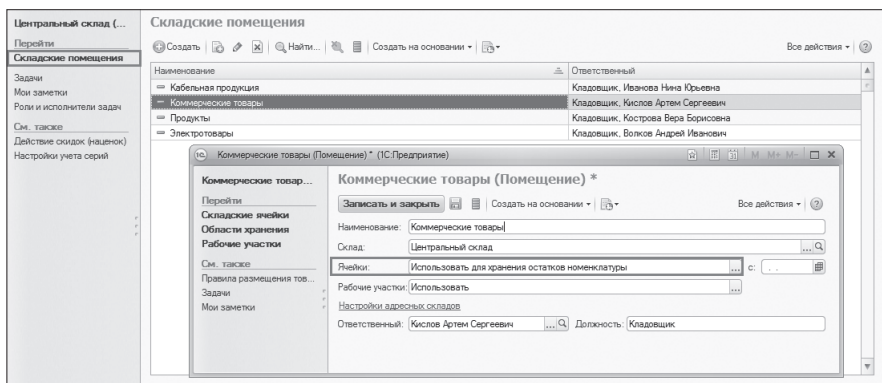 Центральный склад (...
Перейти
Складские помещения
Задачи
Мои заметки
Роли и исполнители задач
См. также
Действие скидок (наценок)
Настройки учета серий
Складские помещения
Создать Найти... Создать на основании Все действия
Наименование Ответственный
Кабельная продукция Кладовщик, Иванова Нина Юрьевна
Коммерческие товары Кладовщик, Кислов Артем Сергеевич
Продукты Кладовщик, Кострова Вера Борисовна
Электротовары Кладовщик, Волков Андрей Иванович
Коммерческие товары (Помещение) * (1С:Предприятие) M M+ M-
Коммерческие товар...
Перейти
Складские ячейки
Области хранения
Рабочие участки
См. также
Правила размещения тов...
Задачи
Мои заметки
Коммерческие товары (Помещение) *
Записать и закрыть Создать на основании Все действия
Наименование: Коммерческие товары
Склад: Центральный склад
Ячейки: Использовать для хранения остатков номенклатуры ... с: . .
Рабочие участки: Использовать ...
Настройки адресных складов
Ответственный: Кислов Артем Сергеевич ... Должность: Кладовщик